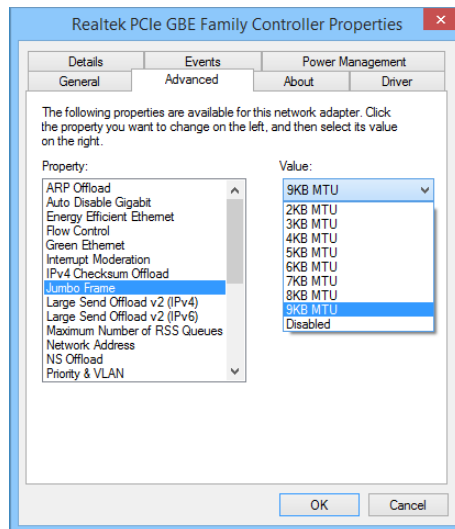 Realtek PCIe GBE Family Controller Properties
Details Events Power Management
General Advanced About Driver
The following properties are available for this network adapter. Click
the property you want to change on the left, and then select its value
on the right.
Property:
Value:
ARP Offload
Auto Disable Gigabit
Energy Efficient Ethernet
Flow Control
Green Ethernet
Interrupt Moderation
IPv4 Checksum Offload
Jumbo Frame
Large Send Offload v2 (IPv4)
Large Send Offload v2 (IPv6)
Maximum Number of RSS Queues
Network Address
NS Offload
Priority & VLAN
9KB MTU
2KB MTU
3KB MTU
4KB MTU
5KB MTU
6KB MTU
7KB MTU
8KB MTU
9KB MTU
Disabled
OK Cancel